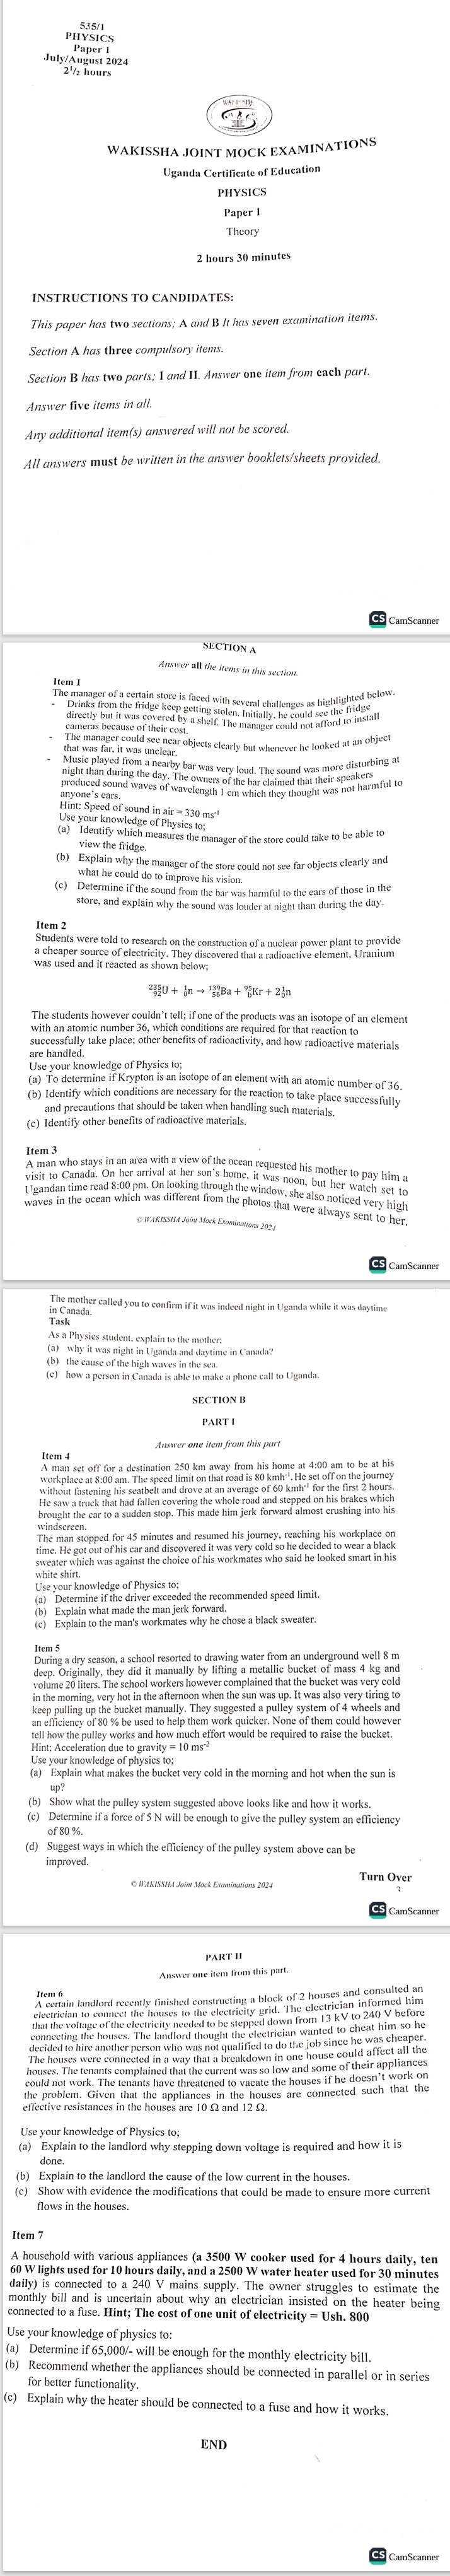 535/1
PHYSICS
Paper 1
July/August 2024
2¹/₂ hours
WAKISSHA JOINT MOCK EXAMINATIONS
Uganda Certificate of Education
PHYSICS
Paper 1
Theory
2 hours 30 minutes
INSTRUCTIONS TO CANDIDATES:
This paper has two sections; A and B It has seven examination items.
Section A has three compulsory items.
Section B has two parts; I and II. Answer one item from each part.
Answer five items in all.
Any additional item(s) answered will not be scored.
All answers must be written in the answer booklets/sheets provided.
CS CamScanner
SECTION A
Answer all the items in this section.
Item 1
The manager of a certain store is faced with several challenges as highlighted below.
- Drinks from the fridge keep getting stolen. Initially, he could see the fridge
directly but it was covered by a shelf. The manager could not afford to install
cameras because of their cost.
- The manager could see near objects clearly but whenever he looked at an object
that was far, it was unclear.
- Music played from a nearby bar was very loud. The sound was more disturbing at
night than during the day. The owners of the bar claimed that their speakers
produced sound waves of wavelength 1 cm which they thought was not harmful to
anyone's ears.
Hint: Speed of sound in air = 330 ms⁻¹
Use your knowledge of Physics to;
(a) Identify which measures the manager of the store could take to be able to
view the fridge.
(b) Explain why the manager of the store could not see far objects clearly and
what he could do to improve his vision.
(c) Determine if the sound from the bar was harmful to the ears of those in the
store, and explain why the sound was louder at night than during the day.
Item 2
Students were told to research on the construction of a nuclear power plant to provide
a cheaper source of electricity. They discovered that a radioactive element, Uranium
was used and it reacted as shown below;
²³⁵₉₂U + ¹₀n → ¹³⁹₅₆Ba + ⁹⁵bKr + 2¹₀n
The students however couldn't tell; if one of the products was an isotope of an element
with an atomic number 36, which conditions are required for that reaction to
successfully take place; other benefits of radioactivity, and how radioactive materials
are handled.
Use your knowledge of Physics to;
(a) To determine if Krypton is an isotope of an element with an atomic number of 36.
(b) Identify which conditions are necessary for the reaction to take place successfully
and precautions that should be taken when handling such materials.
(c) Identify other benefits of radioactive materials.
Item 3
A man who stays in an area with a view of the ocean requested his mother to pay him a
visit to Canada. On her arrival at her son's home, it was noon, but her watch set to
Ugandan time read 8:00 pm. On looking through the window, she also noticed very high
waves in the ocean which was different from the photos that were always sent to her.
© WAKISSHA Joint Mock Examinations 2024
CS CamScanner
The mother called you to confirm if it was indeed night in Uganda while it was daytime
in Canada.
Task
As a Physics student, explain to the mother;
(a) why it was night in Uganda and daytime in Canada?
(b) the cause of the high waves in the sea.
(c) how a person in Canada is able to make a phone call to Uganda.
SECTION B
PART I
Answer one item from this part
Item 4
A man set off for a destination 250 km away from his home at 4:00 am to be at his
workplace at 8:00 am. The speed limit on that road is 80 kmh⁻¹. He set off on the journey
without fastening his seatbelt and drove at an average of 60 kmh⁻¹ for the first 2 hours.
He saw a truck that had fallen covering the whole road and stepped on his brakes which
brought the car to a sudden stop. This made him jerk forward almost crushing into his
windscreen.
The man stopped for 45 minutes and resumed his journey, reaching his workplace on
time. He got out of his car and discovered it was very cold so he decided to wear a black
sweater which was against the choice of his workmates who said he looked smart in his
white shirt.
Use your knowledge of Physics to;
(a) Determine if the driver exceeded the recommended speed limit.
(b) Explain what made the man jerk forward.
(c) Explain to the man's workmates why he chose a black sweater.
Item 5
During a dry season, a school resorted to drawing water from an underground well 8 m
deep. Originally, they did it manually by lifting a metallic bucket of mass 4 kg and
volume 20 liters. The school workers however complained that the bucket was very cold
in the morning, very hot in the afternoon when the sun was up. It was also very tiring to
keep pulling up the bucket manually. They suggested a pulley system of 4 wheels and
an efficiency of 80 % be used to help them work quicker. None of them could however
tell how the pulley works and how much effort would be required to raise the bucket.
Hint; Acceleration due to gravity = 10 ms⁻²
Use your knowledge of physics to;
(a) Explain what makes the bucket very cold in the morning and hot when the sun is
up?
(b) Show what the pulley system suggested above looks like and how it works.
(c) Determine if a force of 5 N will be enough to give the pulley system an efficiency
of 80 %.
(d) Suggest ways in which the efficiency of the pulley system above can be
improved.
© WAKISSHA Joint Mock Examinations 2024
Turn Over
CS CamScanner
PART II
Answer one item from this part.
Item 6
A certain landlord recently finished constructing a block of 2 houses and consulted an
electrician to connect the houses to the electricity grid. The electrician informed him
that the voltage of the electricity needed to be stepped down from 13 kV to 240 V before
connecting the houses. The landlord thought the electrician wanted to cheat him so he
decided to hire another person who was not qualified to do the job since he was cheaper.
The houses were connected in a way that a breakdown in one house could affect all the
houses. The tenants complained that the current was so low and some of their appliances
could not work. The tenants have threatened to vacate the houses if he doesn't work on
the problem. Given that the appliances in the houses are connected such that the
effective resistances in the houses are 10 Ω and 12 Ω.
Use your knowledge of Physics to;
(a) Explain to the landlord why stepping down voltage is required and how it is
done.
(b) Explain to the landlord the cause of the low current in the houses.
(c) Show with evidence the modifications that could be made to ensure more current
flows in the houses.
Item 7
A household with various appliances (a 3500 W cooker used for 4 hours daily, ten
60 W lights used for 10 hours daily, and a 2500 W water heater used for 30 minutes
daily) is connected to a 240 V mains supply. The owner struggles to estimate the
monthly bill and is uncertain about why an electrician insisted on the heater being
connected to a fuse. Hint; The cost of one unit of electricity = Ush. 800
Use your knowledge of physics to:
(a) Determine if 65,000/- will be enough for the monthly electricity bill.
(b) Recommend whether the appliances should be connected in parallel or in series
for better functionality.
(c) Explain why the heater should be connected to a fuse and how it works.
END
CS CamScanner